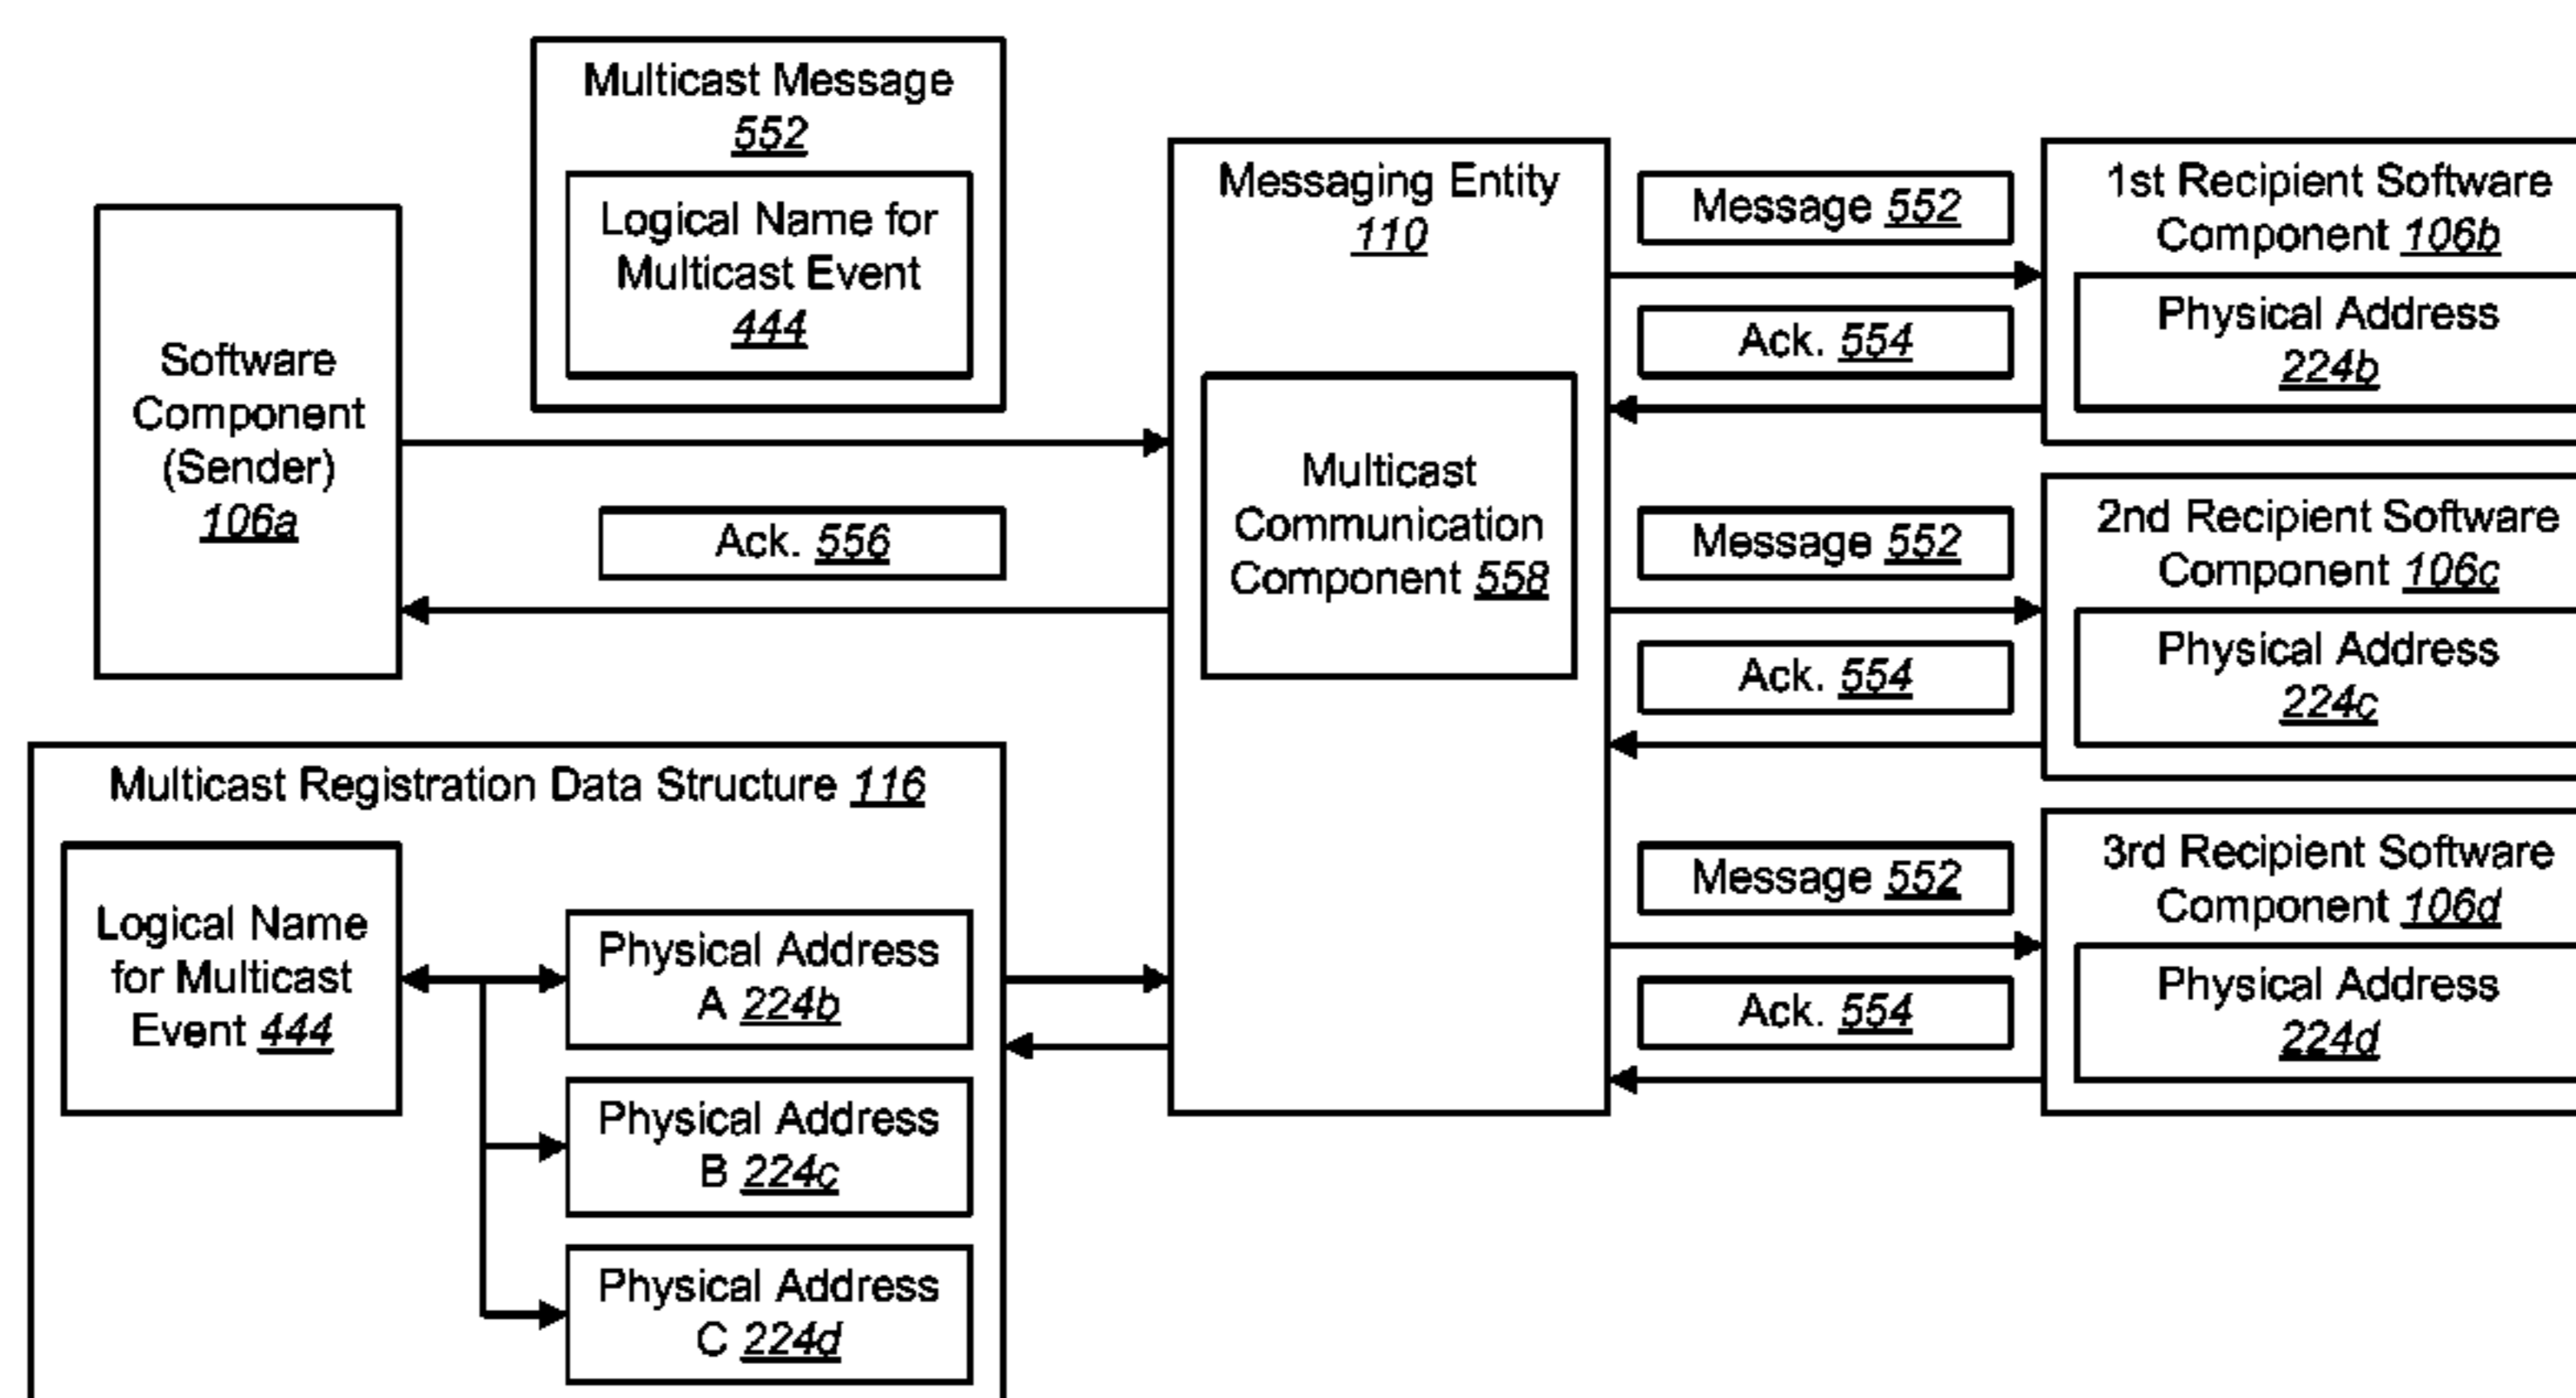 Multicast Message
552
Logical Name for
Multicast Event
444
Software
Component
(Sender)
106a
Ack. 556
Messaging Entity
110
Multicast
Communication
Component 558
Message 552
Ack. 554
Message 552
Ack. 554
Message 552
Ack. 554
1st Recipient Software
Component 106b
Physical Address
224b
2nd Recipient Software
Component 106c
Physical Address
224c
3rd Recipient Software
Component 106d
Physical Address
224d
Multicast Registration Data Structure 116
Logical Name
for Multicast
Event 444
Physical Address
A 224b
Physical Address
B 224c
Physical Address
C 224d